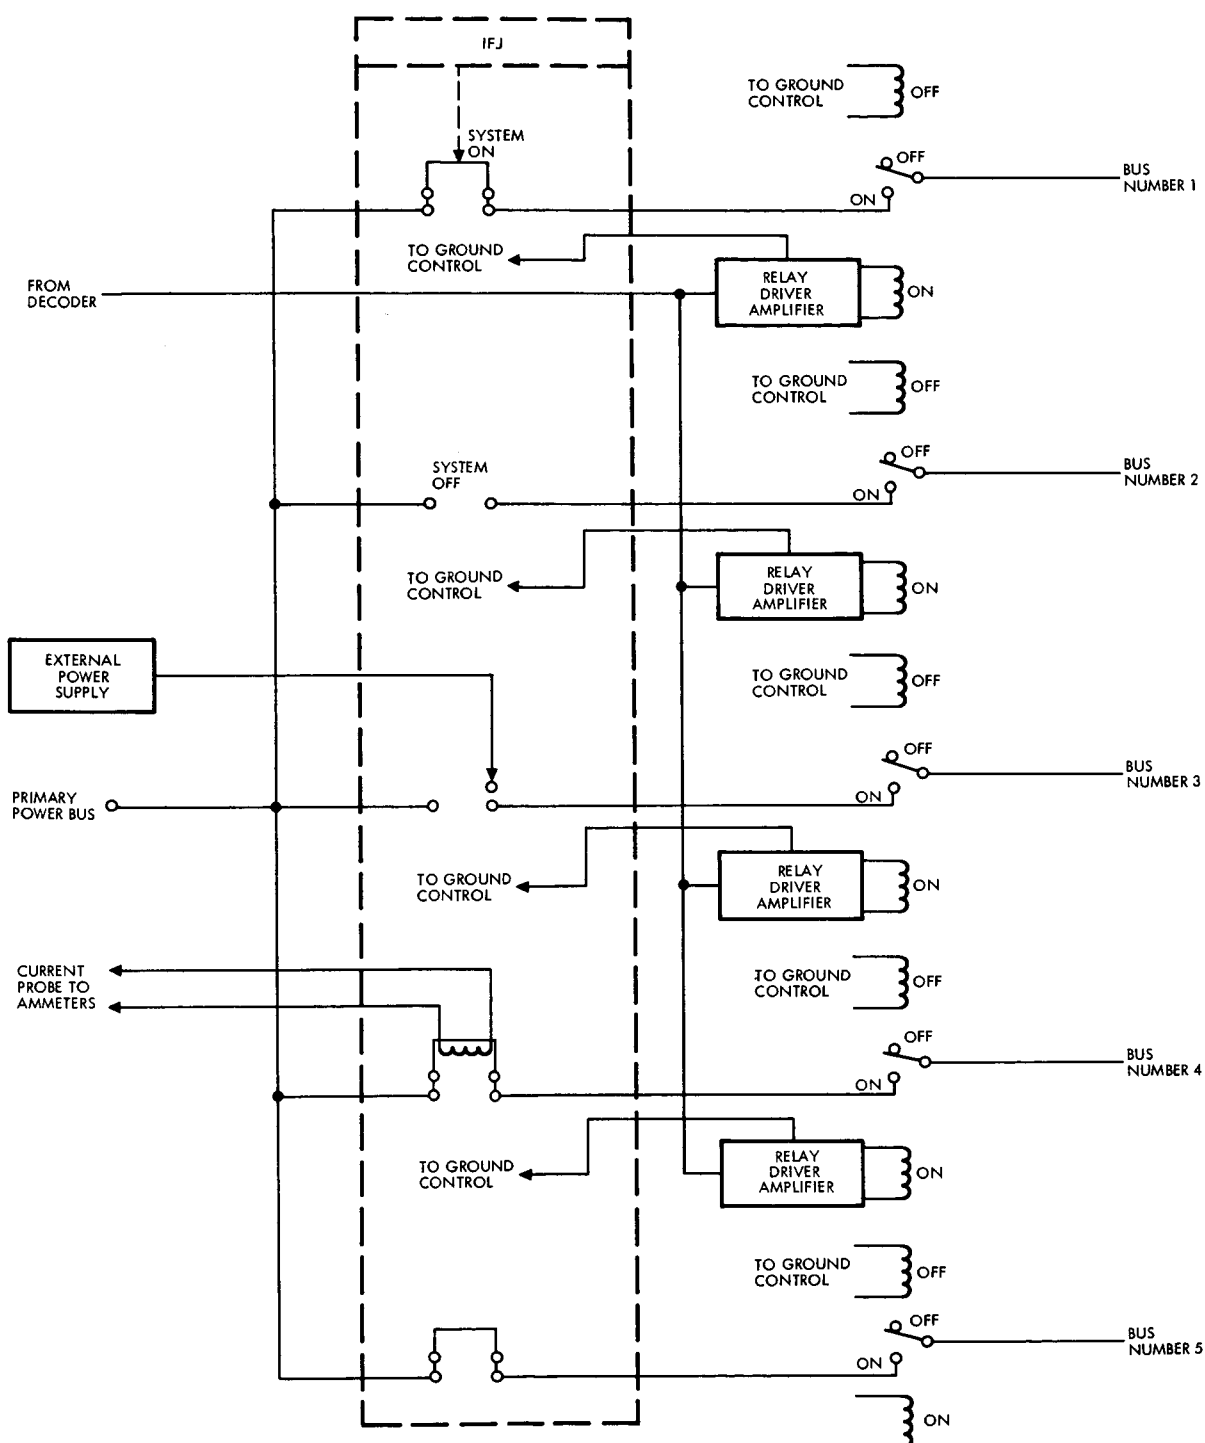 IFJ
TO GROUND
CONTROL
OFF
SYSTEM
ON
OFF
BUS
NUMBER 1
ON
TO GROUND
CONTROL
RELAY
DRIVER
AMPLIFIER
ON
FROM
DECODER
TO GROUND
CONTROL
OFF
SYSTEM
OFF
OFF
BUS
NUMBER 2
ON
TO GROUND
CONTROL
RELAY
DRIVER
AMPLIFIER
ON
EXTERNAL
POWER
SUPPLY
TO GROUND
CONTROL
OFF
OFF
BUS
NUMBER 3
PRIMARY
POWER BUS
ON
TO GROUND
CONTROL
RELAY
DRIVER
AMPLIFIER
ON
CURRENT
PROBE TO
AMMETERS
TO GROUND
CONTROL
OFF
OFF
BUS
NUMBER 4
ON
TO GROUND
CONTROL
RELAY
DRIVER
AMPLIFIER
ON
TO GROUND
CONTROL
OFF
OFF
BUS
NUMBER 5
ON
ON